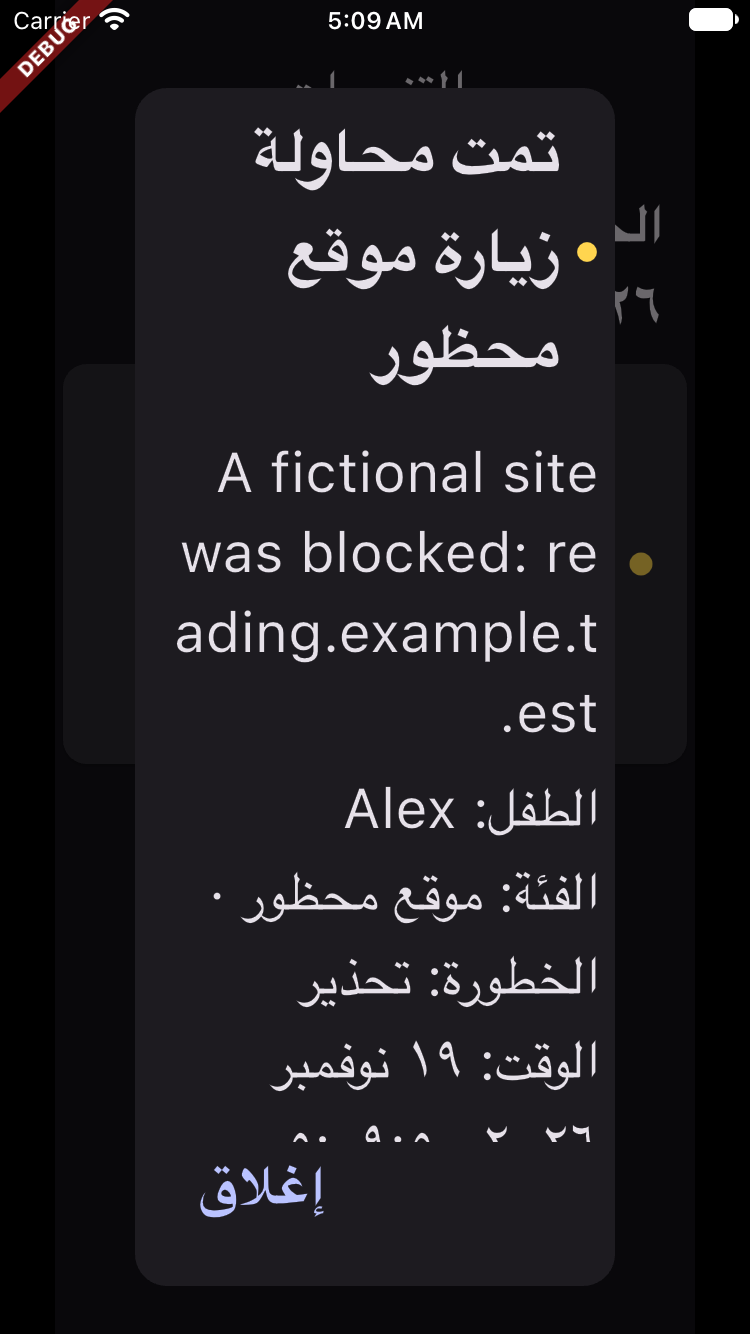 Carrier
5:09 AM
DEBUG
تمت محاولة
زيارة موقع
محظور
A fictional site
was blocked: re
ading.example.t
est.
الطفل: Alex
الفئة: موقع محظور ·
الخطورة: تحذير
الوقت: ١٩ نوفمبر
إغلاق